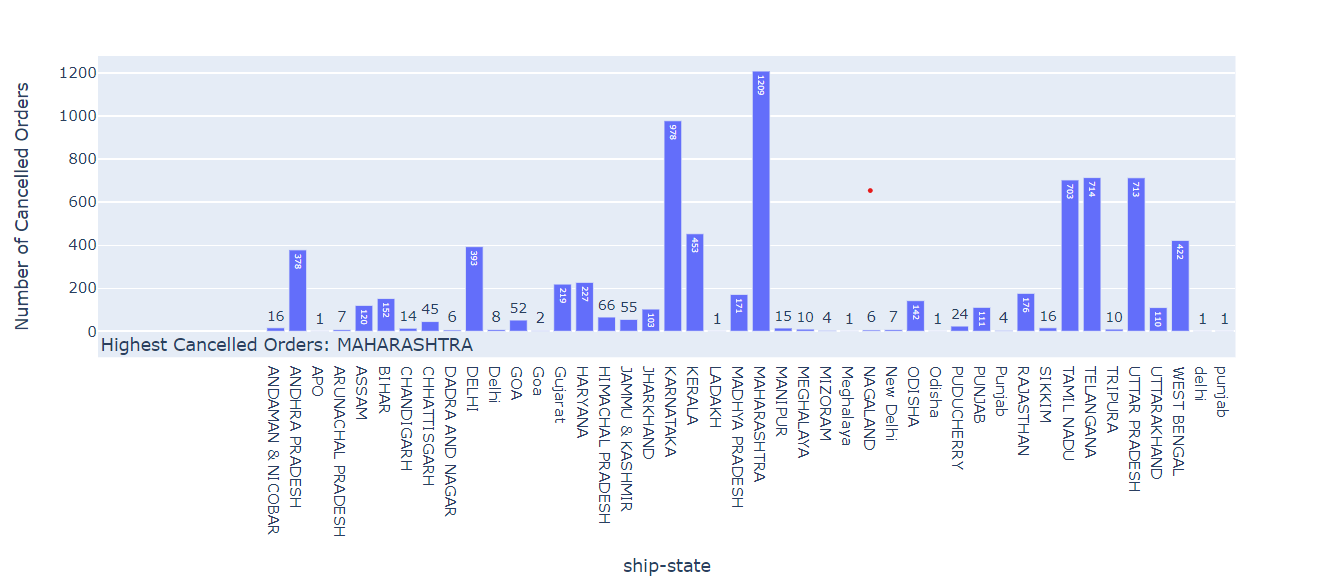 Number of Cancelled Orders
1200
1000
800
600
400
200
0
16
378
1
7
120
152
14
45
6
393
8
52
2
219
227
66
55
103
978
453
1
171
1209
15
10
4
1
6
7
142
1
24
111
4
176
16
703
714
10
713
110
422
1
1
Highest Cancelled Orders: MAHARASHTRA
ANDAMAN & NICOBAR
ANDHRA PRADESH
APO
ARUNACHAL PRADESH
ASSAM
BIHAR
CHANDIGARH
CHHATTISGARH
DADRA AND NAGAR
DELHI
Delhi
GOA
Goa
Gujarat
HARYANA
HIMACHAL PRADESH
JAMMU & KASHMIR
JHARKHAND
KARNATAKA
KERALA
LADAKH
MADHYA PRADESH
MAHARASHTRA
MANIPUR
MEGHALAYA
MIZORAM
Meghalaya
NAGALAND
New Delhi
ODISHA
Odisha
PUDUCHERRY
PUNJAB
Punjab
RAJASTHAN
SIKKIM
TAMIL NADU
TELANGANA
TRIPURA
UTTAR PRADESH
UTTARAKHAND
WEST BENGAL
delhi
punjab
ship-state